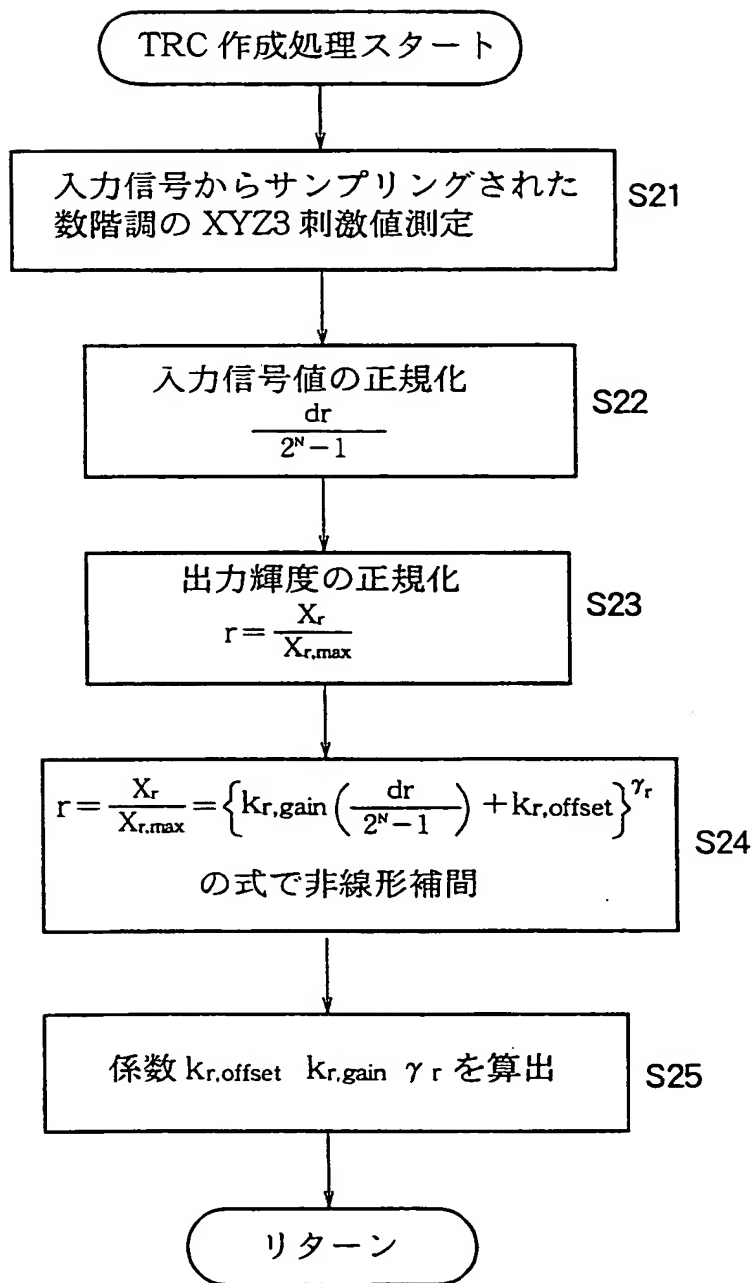 TRC 作成処理スタート
入力信号からサンプリングされた
数階調の XYZ3 刺激値測定
S21
入力信号値の正規化
dr
2^N−1
S22
出力輝度の正規化
r = X_r / X_r,max
S23
r = X_r / X_r,max = {k_r,gain ( dr / 2^N−1 ) + k_r,offset}^γ_r
の式で非線形補間
S24
係数 k_r,offset k_r,gain γ_r を算出
S25
リターン